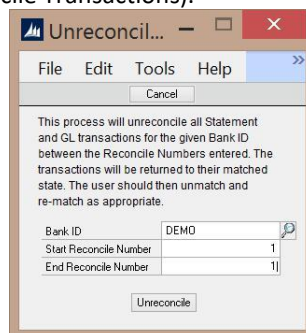 cile Transactions).
Unreconcil...
File Edit Tools Help »
Cancel
This process will unreconcile all Statement
and GL transactions for the given Bank ID
between the Reconcile Numbers entered. The
transactions will be returned to their matched
state. The user should then unmatch and
re-match as appropriate.
Bank ID DEMO
Start Reconcile Number 1
End Reconcile Number 1
Unreconcile